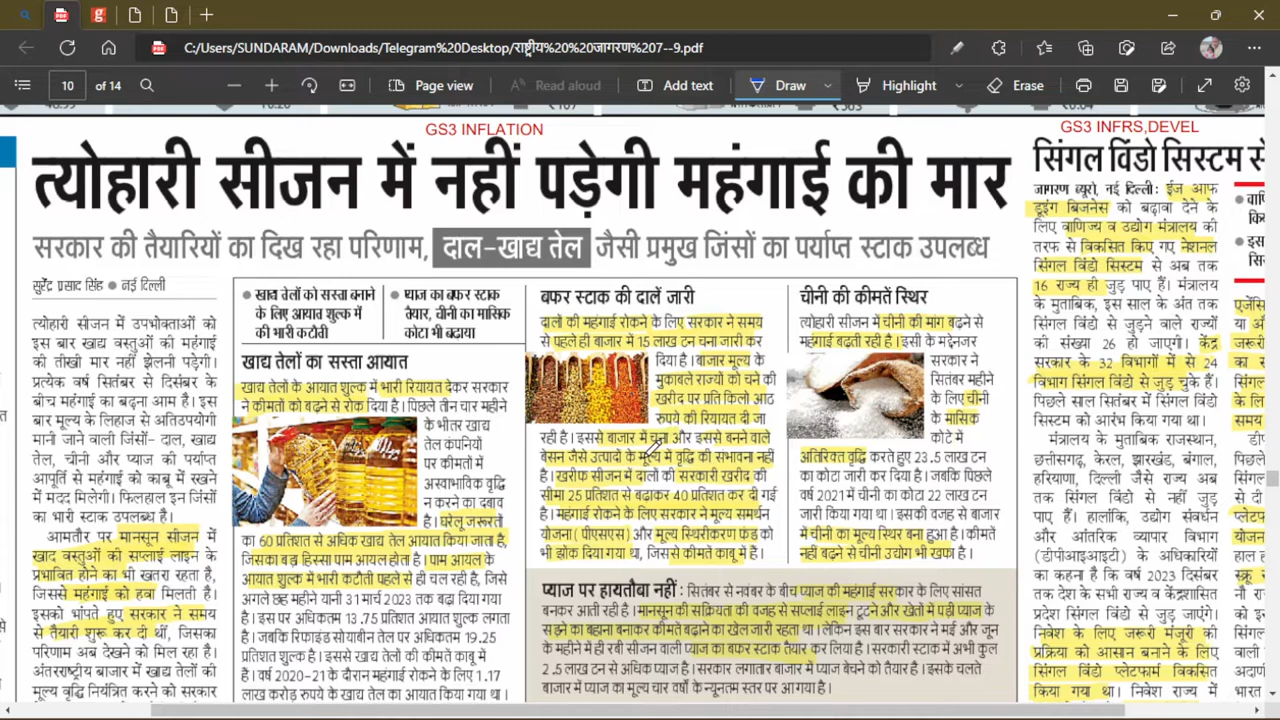 C:/Users/SUNDARAM/Downloads/Telegram%20Desktop/राष्ट्रीय%20%20जागरण%207--9.pdf
10 of 14
Page view
Read aloud
Add text
Draw
Highlight
Erase
GS3 INFLATION
त्योहारी सीजन में नहीं पड़ेगी महंगाई की मार
सरकार की तैयारियों का दिख रहा परिणाम, दाल-खाद्य तेल जैसी प्रमुख जिंसों का पर्याप्त स्टाक उपलब्ध
सुरेंद्र प्रसाद सिंह ● नई दिल्ली
त्योहारी सीजन में उपभोक्ताओं को
इस बार खाद्य वस्तुओं की महंगाई
की तीखी मार नहीं झेलनी पड़ेगी।
प्रत्येक वर्ष सितंबर से दिसंबर के
बीच महंगाई का बढ़ना आम है। इस
बार मूल्य के लिहाज से अतिउपयोगी
मानी जाने वाली जिंसों- दाल, खाद्य
तेल, चीनी और प्याज की पर्याप्त
आपूर्ति से महंगाई को काबू में रखने
में मदद मिलेगी। फिलहाल इन जिंसों
का भारी स्टाक उपलब्ध है।
आमतौर पर मानसून सीजन में
खाद्य वस्तुओं की सप्लाई लाइन के
प्रभावित होने का भी खतरा रहता है,
जिससे महंगाई को हवा मिलती है।
इसको भांपते हुए सरकार ने समय
से तैयारी शुरू कर दी थीं, जिसका
परिणाम अब देखने को मिल रहा है।
अंतरराष्ट्रीय बाजार में खाद्य तेलों की
मूल्य वृद्धि नियंत्रित करने को सरकार
● खाद्य तेलों को सस्ता बनाने
के लिए आयात शुल्क में
की भारी कटौती
● प्याज का बफर स्टाक
तैयार, चीनी का मासिक
कोटा भी बढ़ाया
खाद्य तेलों का सस्ता आयात
खाद्य तेलों के आयात शुल्क में भारी रियायत देकर सरकार
ने कीमतों को बढ़ने से रोक दिया है। पिछले तीन चार महीने
के भीतर खाद्य
तेल कंपनियों
पर कीमतों में
अस्वाभाविक वृद्धि
न करने का दबाव
है। घरेलू जरूरतों
का 60 प्रतिशत से अधिक खाद्य तेल आयात किया जाता है,
जिसका बड़ा हिस्सा पाम आयल होता है। पाम आयल के
आयात शुल्क में भारी कटौती पहले से ही चल रही है, जिसे
अगले छह महीने यानी 31 मार्च 2023 तक बढ़ा दिया गया
है। इस पर अधिकतम 13.75 प्रतिशत आयात शुल्क लगता
है। जबकि रिफाइंड सोयाबीन तेल पर अधिकतम 19.25
प्रतिशत शुल्क है। इससे खाद्य तेलों की कीमतें काबू में
है। वर्ष 2020-21 के दौरान महंगाई रोकने के लिए 1.17
लाख करोड़ रुपये के खाद्य तेल का आयात किया गया था।
बफर स्टाक की दालें जारी
दालों की महंगाई रोकने के लिए सरकार ने समय
से पहले ही बाजार में 15 लाख टन चना जारी कर
दिया है। बाजार मूल्य के
मुकाबले राज्यों को चने की
खरीद पर प्रति किलो आठ
रुपये की रियायत दी जा
रही है। इससे बाजार में चना और इससे बनने वाले
बेसन जैसे उत्पादों के मूल्य में वृद्धि की संभावना नहीं
है। खरीफ सीजन में दालों की सरकारी खरीद की
सीमा 25 प्रतिशत से बढ़ाकर 40 प्रतिशत कर दी गई
है। महंगाई रोकने के लिए सरकार ने मूल्य समर्थन
योजना (पीएसएस) और मूल्य स्थिरीकरण फंड को
भी झोंक दिया गया था, जिससे कीमतें काबू में हैं।
चीनी की कीमतें स्थिर
त्योहारी सीजन में चीनी की मांग बढ़ने से
महंगाई बढ़ती रही है। इसी के मद्देनजर
सरकार ने
सितंबर महीने
के लिए चीनी
के मासिक
कोटे में
अतिरिक्त वृद्धि करते हुए 23.5 लाख टन
का कोटा जारी कर दिया है। जबकि पिछले
वर्ष 2021 में चीनी का कोटा 22 लाख टन
जारी किया गया था। इसकी वजह से बाजार
में चीनी का मूल्य स्थिर बना हुआ है। कीमतें
नहीं बढ़ने से चीनी उद्योग भी खफा है।
प्याज पर हायतौबा नहीं : सितंबर से नवंबर के बीच प्याज की महंगाई सरकार के लिए सांसत
बनकर आती रही है। मानसून की सक्रियता की वजह से सप्लाई लाइन टूटने और खेतों में पड़ी प्याज के
सड़ने का बहाना बनाकर कीमतें बढ़ाने का खेल जारी रहता था। लेकिन इस बार सरकार ने मई और जून
के महीने में ही रबी सीजन वाली प्याज का बफर स्टाक तैयार कर लिया है। सरकारी स्टाक में अभी कुल
2.5 लाख टन से अधिक प्याज है। सरकार लगातार बाजार में प्याज बेचने को तैयार है। इसके चलते
बाजार में प्याज का मूल्य चार वर्षों के न्यूनतम स्तर पर आ गया है।
GS3 INFRS,DEVEL
सिंगल विंडो सिस्टम से
जागरण ब्यूरो, नई दिल्ली: ईज आफ
डूइंग बिजनेस को बढ़ावा देने के
लिए वाणिज्य व उद्योग मंत्रालय की
तरफ से विकसित किए गए नेशनल
सिंगल विंडो सिस्टम से अब तक
16 राज्य ही जुड़ पाए हैं। मंत्रालय
के मुताबिक, इस साल के अंत तक
सिंगल विंडो से जुड़ने वाले राज्यों
की संख्या 26 हो जाएगी। केंद्र
सरकार के 32 विभागों में से 24
विभाग सिंगल विंडो से जुड़ चुके हैं।
पिछले साल सितंबर में सिंगल विंडो
सिस्टम को आरंभ किया गया था।
मंत्रालय के मुताबिक राजस्थान,
छत्तीसगढ़, केरल, झारखंड, बंगाल,
हरियाणा, दिल्ली जैसे राज्य अब
तक सिंगल विंडो से नहीं जुड़
पाए हैं। हालांकि, उद्योग संवर्धन
और आंतरिक व्यापार विभाग
(डीपीआइआइटी) के अधिकारियों
का कहना है कि वर्ष 2023 दिसंबर
तक देश के सभी राज्य व केंद्रशासित
प्रदेश सिंगल विंडो से जुड़ जाएंगे।
निवेश के लिए जरूरी मंजूरी की
प्रक्रिया को आसान बनाने के लिए
सिंगल विंडो प्लेटफार्म विकसित
किया गया था। निवेश राज्य में